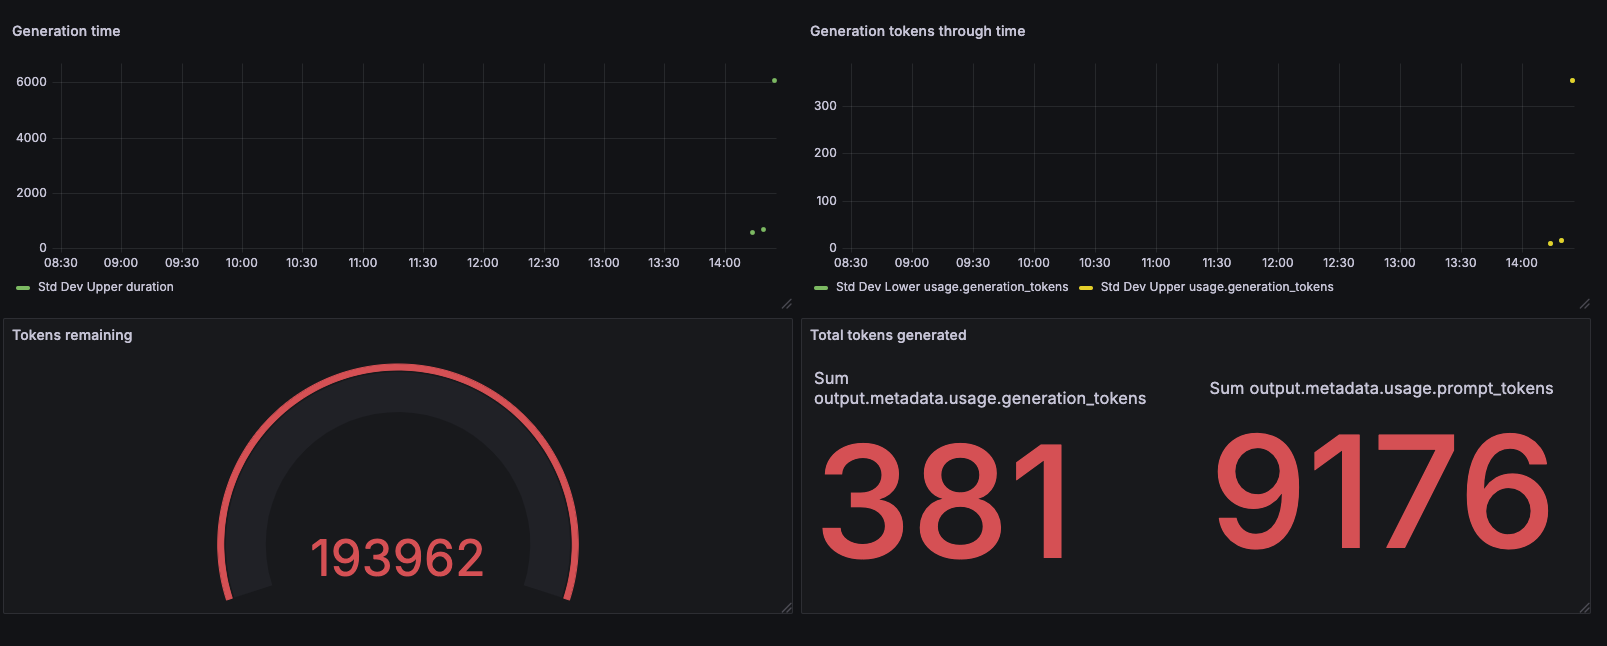 Generation time
6000
4000
2000
0
08:30 09:00 09:30 10:00 10:30 11:00 11:30 12:00 12:30 13:00 13:30 14:00
Std Dev Upper duration
Generation tokens through time
300
200
100
0
08:30 09:00 09:30 10:00 10:30 11:00 11:30 12:00 12:30 13:00 13:30 14:00
Std Dev Lower usage.generation_tokens Std Dev Upper usage.generation_tokens
Tokens remaining
193962
Total tokens generated
Sum
output.metadata.usage.generation_tokens
381
Sum output.metadata.usage.prompt_tokens
9176